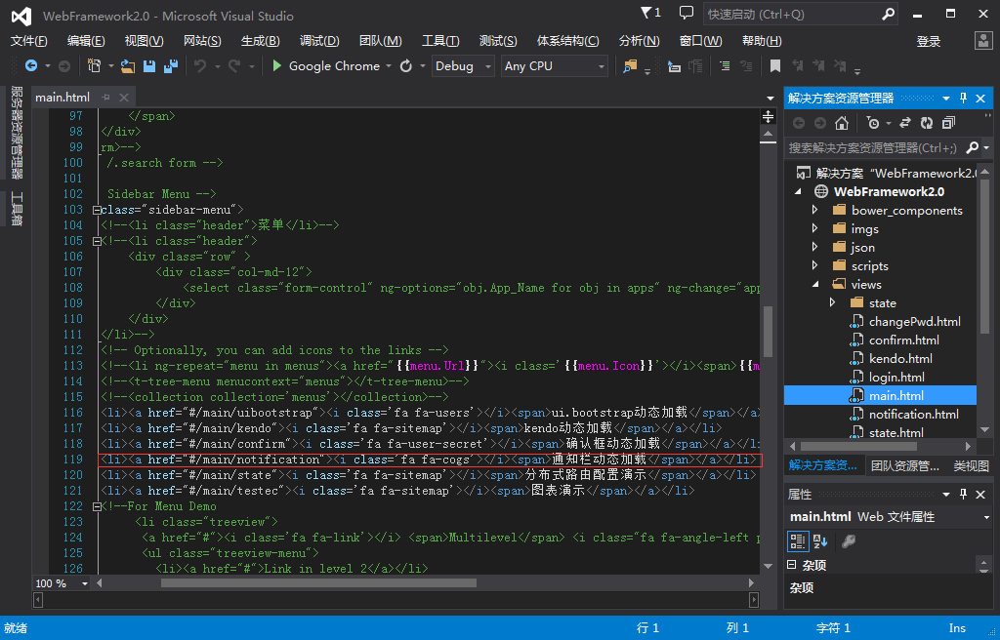 WebFramework2.0 - Microsoft Visual Studio
1
快速启动 (Ctrl+Q)
文件(F) 编辑(E) 视图(V) 网站(S) 生成(B) 调试(D) 团队(M) 工具(T) 测试(S) 体系结构(C) 分析(N) 窗口(W) 帮助(H) 登录
Google Chrome Debug Any CPU
服务器资源管理器
工具箱
main.html
97 </span>
98 </div>
99 rm>-->
100 /.search form -->
101
102 Sidebar Menu -->
103 class="sidebar-menu">
104 <!--<li class="header">菜单</li>-->
105 <!--<li class="header">
106 <div class="row" >
107 <div class="col-md-12">
108 <select class="form-control" ng-options="obj.App_Name for obj in apps" ng-change="app
109 </div>
110 </div>
111 </li>-->
112 <!-- Optionally, you can add icons to the links -->
113 <!--<li ng-repeat="menu in menus"><a href="{{menu.Url}}"><i class='{{menu.Icon}}'></i><span>{{m
114 <!--<t-tree-menu menucontext="menus"></t-tree-menu>-->
115 <!--<collection collection='menus'></collection>-->
116 <li><a href="#/main/uibootstrap"><i class='fa fa-users'></i><span>ui.bootstrap动态加载</span></a>
117 <li><a href="#/main/kendo"><i class='fa fa-sitemap'></i><span>kendo动态加载</span></a></li>
118 <li><a href="#/main/confirm"><i class='fa fa-user-secret'></i><span>确认框动态加载</span></a></li>
119 <li><a href="#/main/notification"><i class='fa fa-cogs'></i><span>通知栏动态加载</span></a></li>
120 <li><a href="#/main/state"><i class='fa fa-sitemap'></i><span>分布式路由配置演示</span></a></li>
121 <li><a href="#/main/testec"><i class='fa fa-sitemap'></i><span>图表演示</span></a></li>
122 <!--For Menu Demo
123 <li class="treeview">
124 <a href="#"><i class='fa fa-link'></i> <span>Multilevel</span> <i class="fa fa-angle-left p
125 <ul class="treeview-menu">
126 <li><a href="#">Link in level 2</a></li>
100 %
解决方案资源管理器
搜索解决方案资源管理器(Ctrl+;)
解决方案 "WebFramework2.0
WebFramework2.0
bower_components
imgs
json
scripts
views
state
changePwd.html
confirm.html
kendo.html
login.html
main.html
notification.html
state.html
解决方案资... 团队资源管... 类视图
属性
main.html Web 文件属性
杂项
杂项
就绪 行 1 列 1 字符 1 Ins